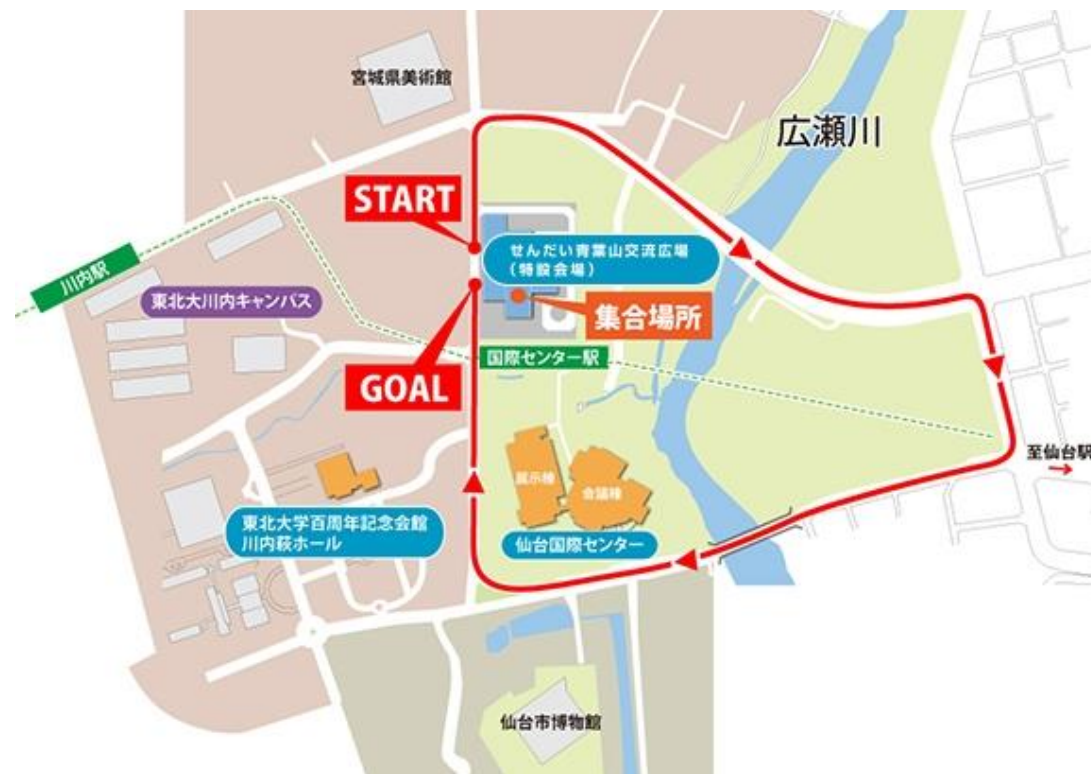 宮城県美術館
広瀬川
START
せんだい青葉山交流広場
（特設会場）
川内駅
東北大川内キャンパス
集合場所
国際センター駅
GOAL
至仙台駅
展示棟
会議棟
東北大学百周年記念会館
川内萩ホール
仙台国際センター
仙台市博物館